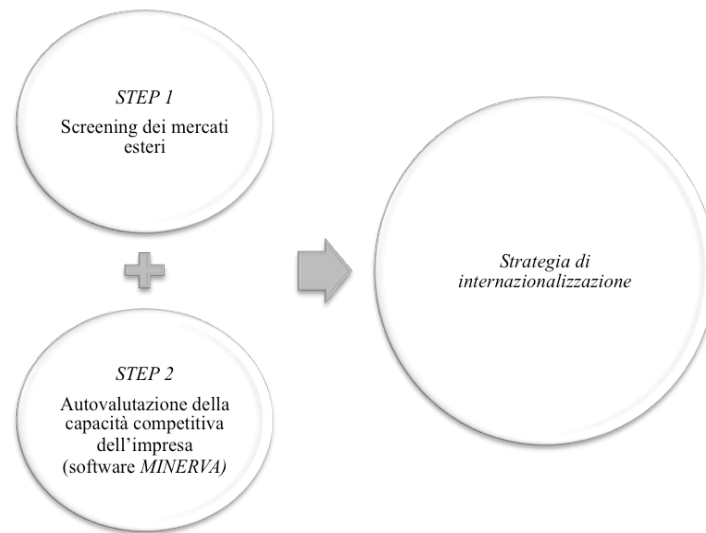 STEP 1
Screening dei mercati
esteri
STEP 2
Autovalutazione della
capacità competitiva
dell'impresa
(software MINERVA)
Strategia di
internazionalizzazione